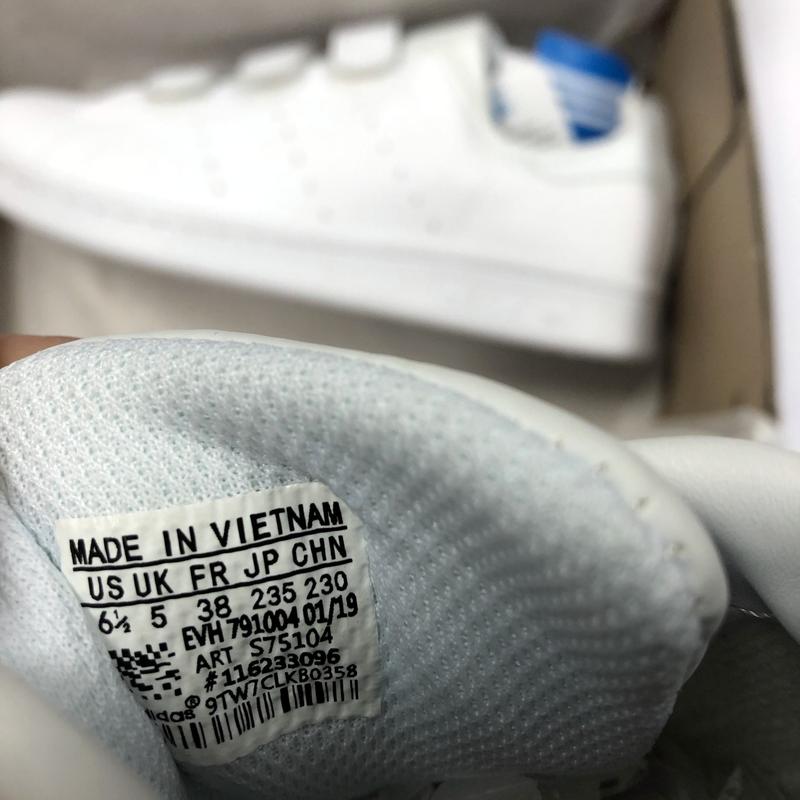 MADE IN VIETNAM
US UK FR JP CHN
6½ 5 38 235 230
EVH 791004 01/19
ART S75104
#116233096
9TW7CLKB0358